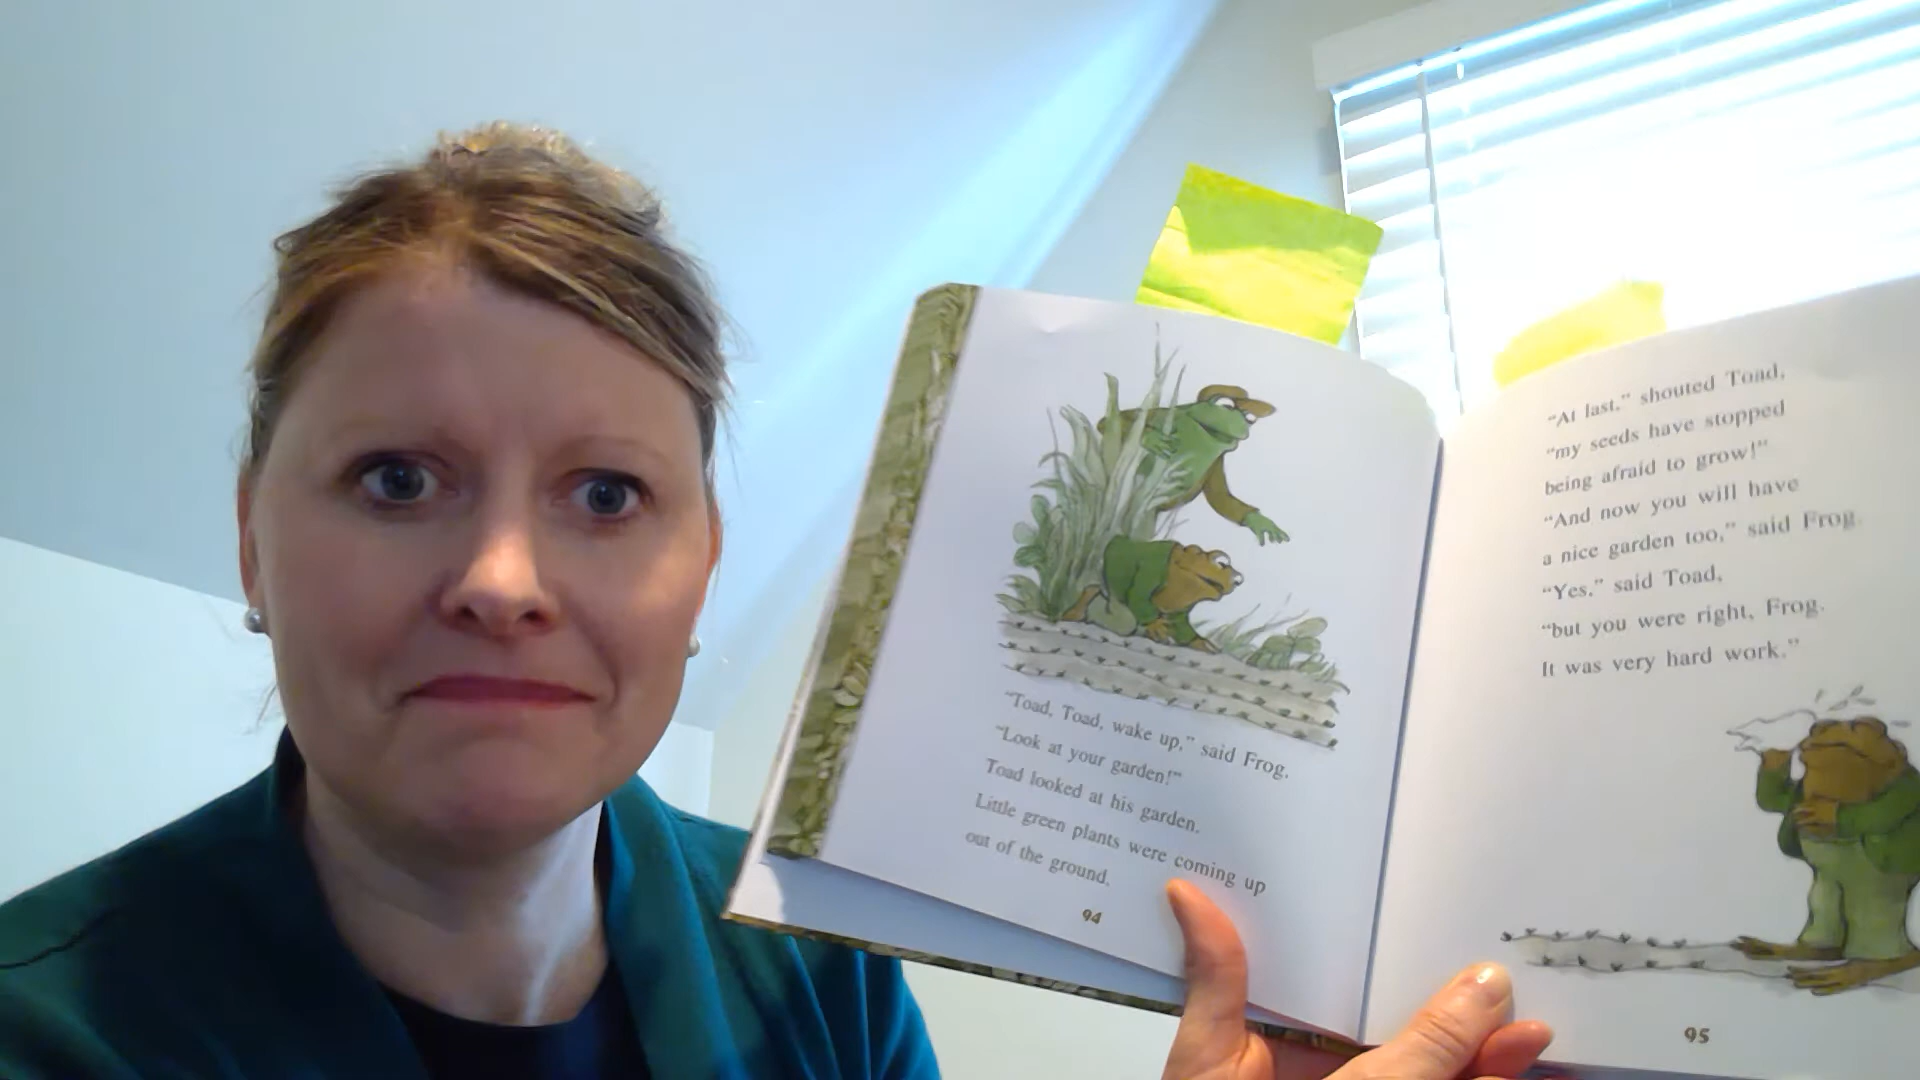 "Toad, Toad, wake up," said Frog.
"Look at your garden!"
Toad looked at his garden.
Little green plants were coming up
out of the ground.
94
"At last," shouted Toad,
"my seeds have stopped
being afraid to grow!"
"And now you will have
a nice garden too," said Frog.
"Yes," said Toad,
"but you were right, Frog.
It was very hard work."
95